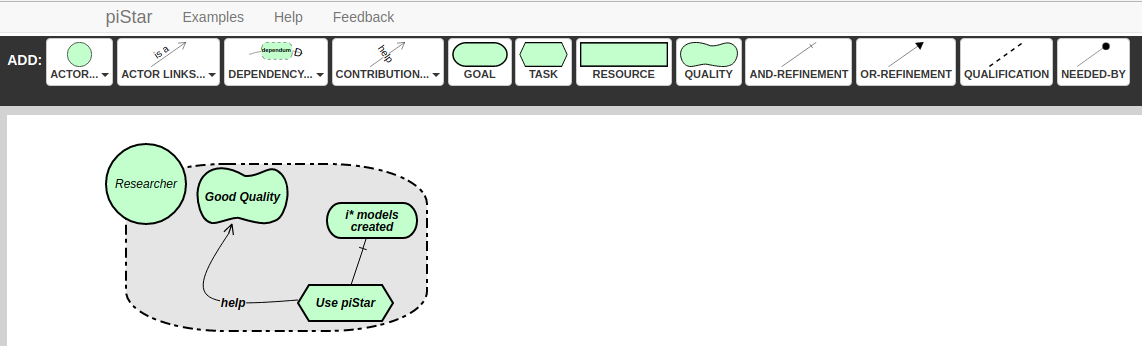 piStar Examples Help Feedback
ADD:
is a
dependum D
help
ACTOR... ACTOR LINKS... DEPENDENCY... CONTRIBUTION... GOAL TASK RESOURCE QUALITY AND-REFINEMENT OR-REFINEMENT QUALIFICATION NEEDED-BY
Researcher
Good Quality
i* models
created
help
Use piStar